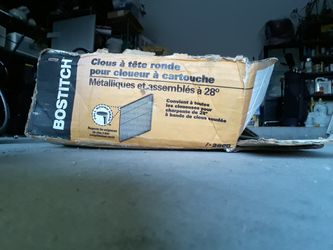 BOSTITCH
Clous à tête ronde
pour cloueur à cartouche
Métalliques et assemblés à 28°
Convient à toutes
les cloueuses pour
charpente de 28°
à bande de clous soudés